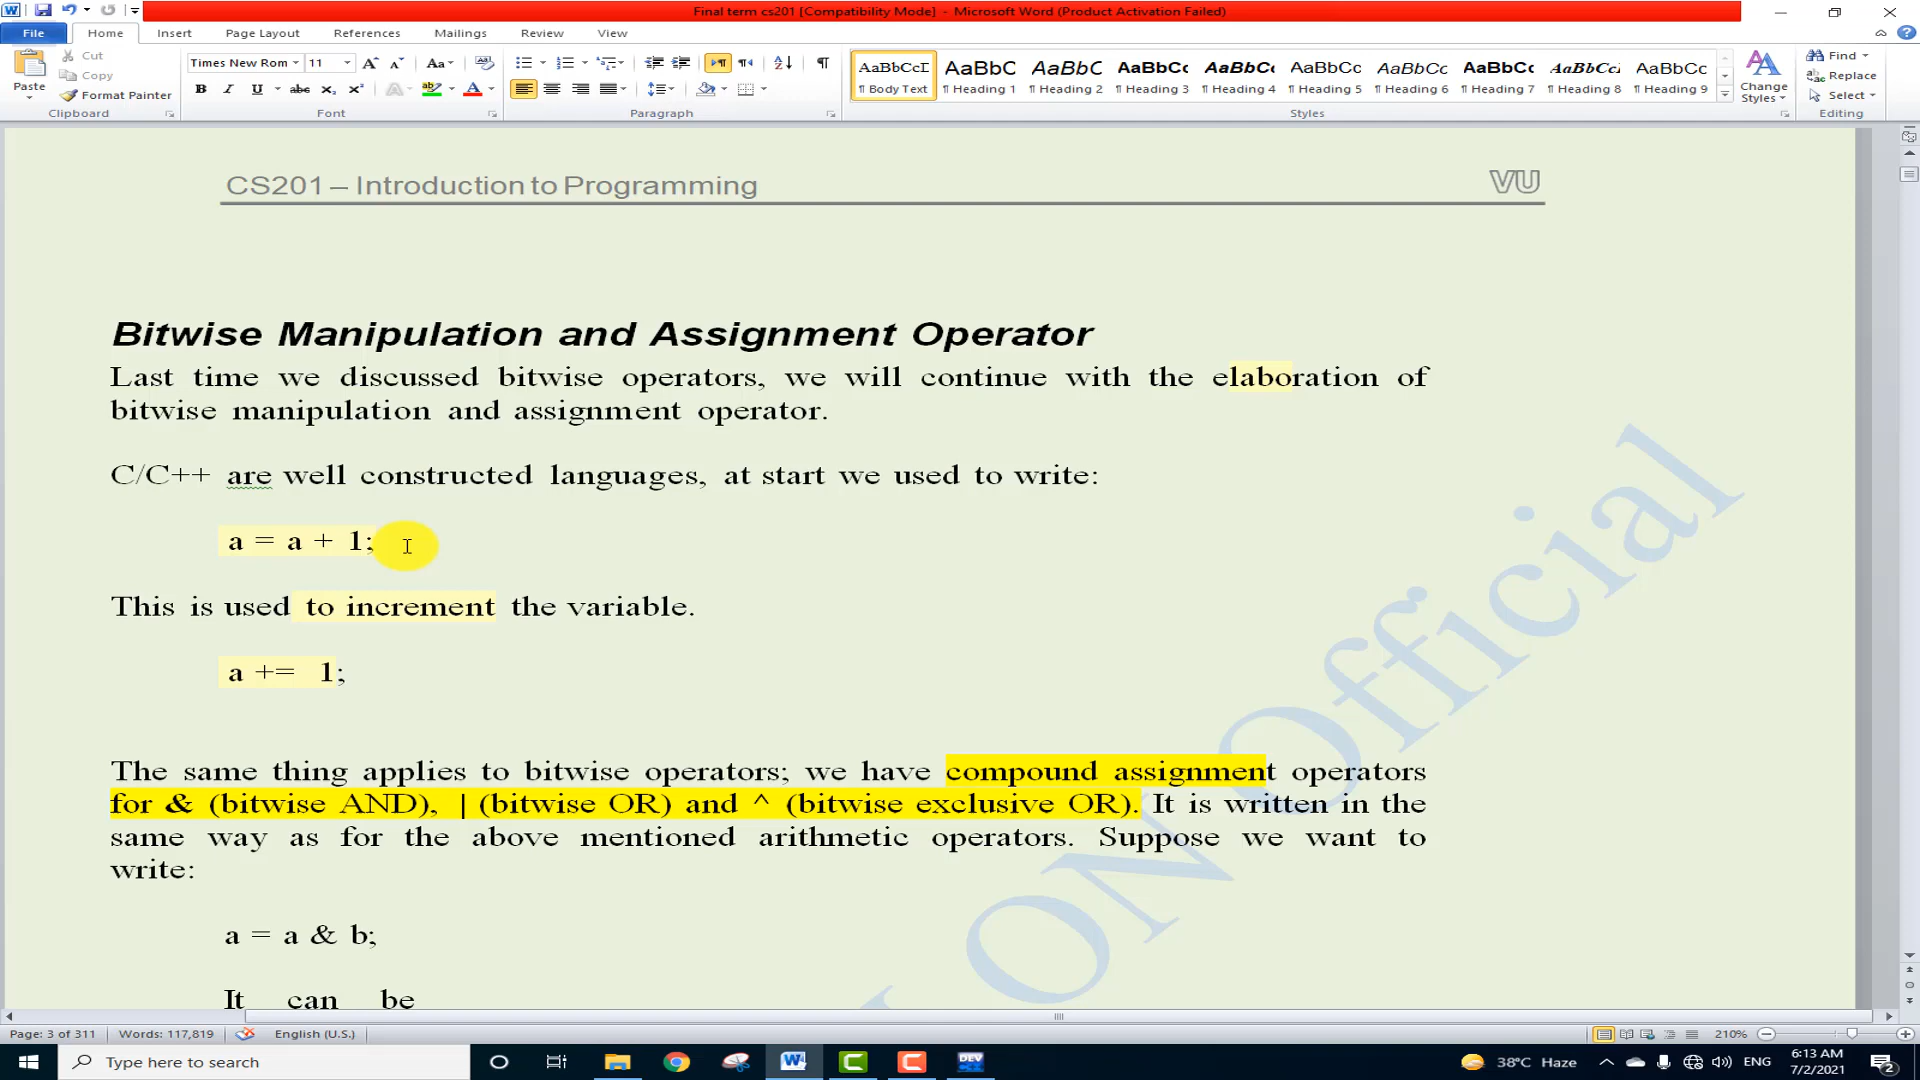 Final term cs201 [Compatibility Mode] - Microsoft Word (Product Activation Failed)
File Home Insert Page Layout References Mailings Review View
Paste
Cut
Copy
Format Painter
Clipboard
Times New Rom 11
Font
Paragraph
AaBbCcI AaBbC AaBbC AaBbCc AaBbCc AaBbCc AaBbCc AaBbCc AaBbCc AaBbCc
¶ Body Text ¶ Heading 1 ¶ Heading 2 ¶ Heading 3 ¶ Heading 4 ¶ Heading 5 ¶ Heading 6 ¶ Heading 7 ¶ Heading 8 ¶ Heading 9
Styles
Change Styles
Find
Replace
Select
Editing
CS201 – Introduction to Programming
VU
Bitwise Manipulation and Assignment Operator
Last time we discussed bitwise operators, we will continue with the elaboration of
bitwise manipulation and assignment operator.
C/C++ are well constructed languages, at start we used to write:
a = a + 1;
This is used to increment the variable.
a += 1;
The same thing applies to bitwise operators; we have compound assignment operators
for & (bitwise AND), | (bitwise OR) and ^ (bitwise exclusive OR). It is written in the
same way as for the above mentioned arithmetic operators. Suppose we want to
write:
a = a & b;
It can be
ON Official
Page: 3 of 311 Words: 117,819 English (U.S.) 210%
Type here to search
DEV
38°C Haze ENG
6:13 AM
7/2/2021
2